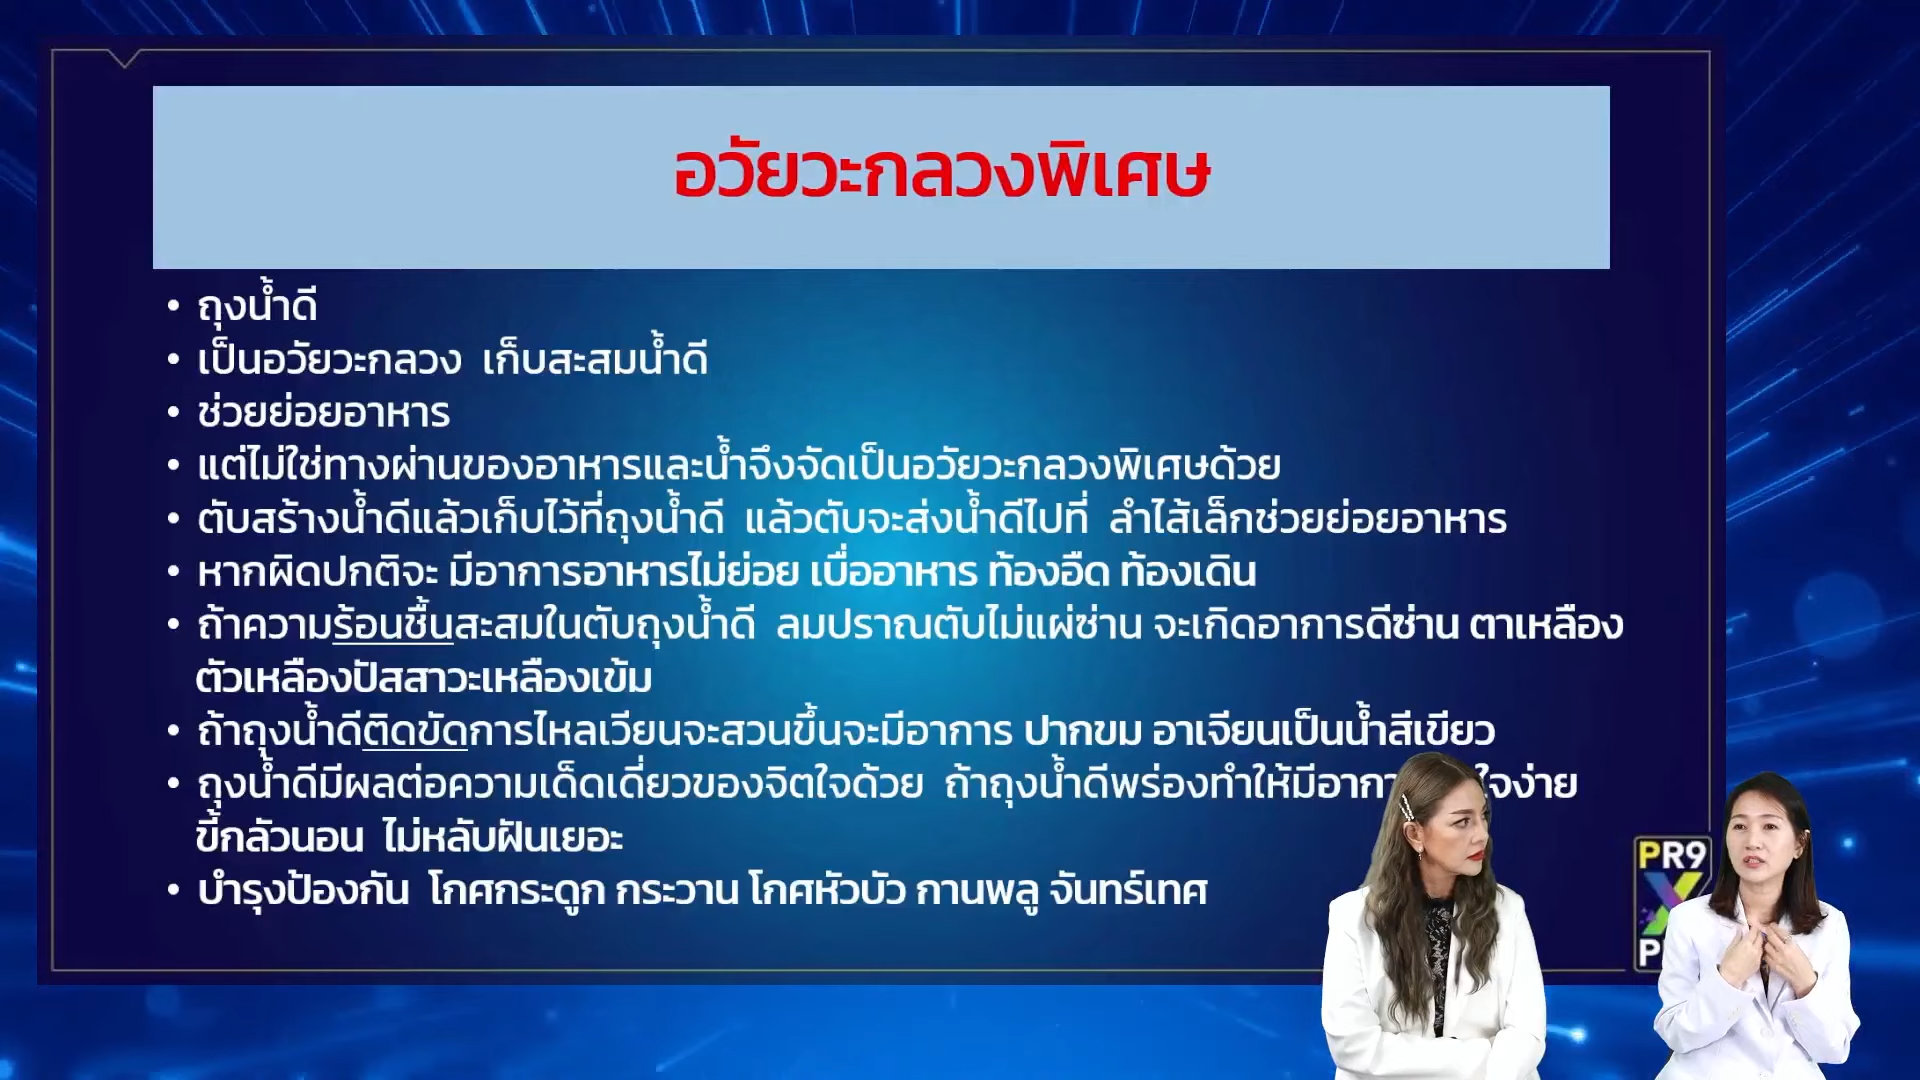 อวัยวะกลวงพิเศษ
• ถุงน้ำดี
• เป็นอวัยวะกลวง เก็บสะสมน้ำดี
• ช่วยย่อยอาหาร
• แต่ไม่ใช่ทางผ่านของอาหารและน้ำจึงจัดเป็นอวัยวะกลวงพิเศษด้วย
• ตับสร้างน้ำดีแล้วเก็บไว้ที่ถุงน้ำดี แล้วตับจะส่งน้ำดีไปที่ ลำไส้เล็กช่วยย่อยอาหาร
• หากผิดปกติจะ มีอาการอาหารไม่ย่อย เบื่ออาหาร ท้องอืด ท้องเดิน
• ถ้าความร้อนชื้นสะสมในตับถุงน้ำดี ลมปราณตับไม่แผ่ซ่าน จะเกิดอาการดีซ่าน ตาเหลือง
ตัวเหลืองปัสสาวะเหลืองเข้ม
• ถ้าถุงน้ำดีติดขัดการไหลเวียนจะสวนขึ้นจะมีอาการ ปากขม อาเจียนเป็นน้ำสีเขียว
• ถุงน้ำดีมีผลต่อความเด็ดเดี่ยวของจิตใจด้วย ถ้าถุงน้ำดีพร่องทำให้มี ง่าย
ขี้กลัวนอน ไม่หลับฝันเยอะ
• บำรุงป้องกัน โกศกระดูก กระวาน โกศหัวบัว กานพลู จันทร์เทศ
PR9
X